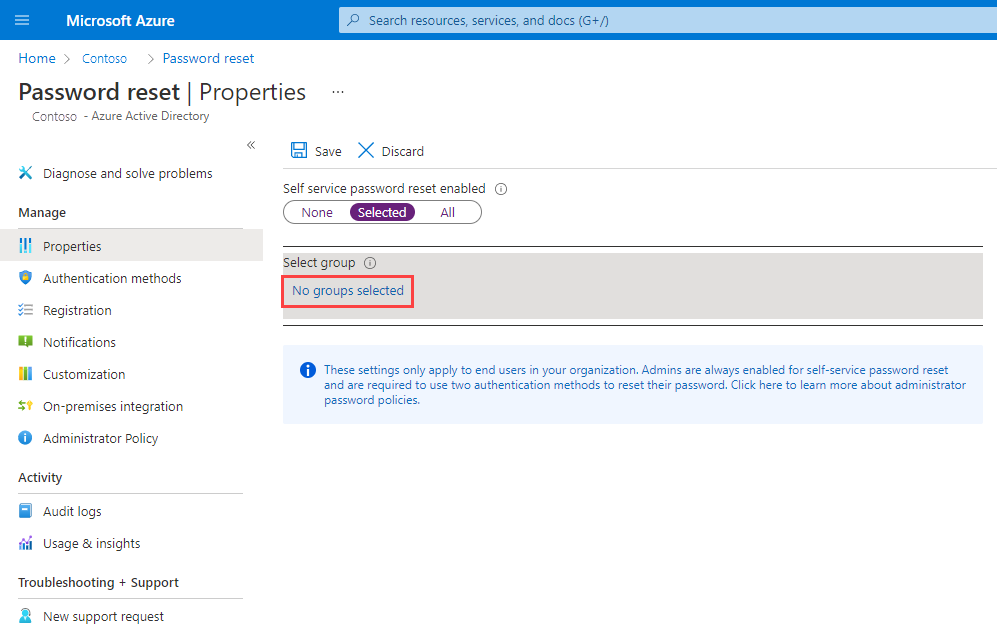 Microsoft Azure
Search resources, services, and docs (G+/)
Home > Contoso > Password reset
Password reset | Properties ...
Contoso - Azure Active Directory
«
Diagnose and solve problems
Manage
Properties
Authentication methods
Registration
Notifications
Customization
On-premises integration
Administrator Policy
Activity
Audit logs
Usage & insights
Troubleshooting + Support
New support request
Save Discard
Self service password reset enabled
None Selected All
Select group
No groups selected
These settings only apply to end users in your organization. Admins are always enabled for self-service password reset
and are required to use two authentication methods to reset their password. Click here to learn more about administrator
password policies.